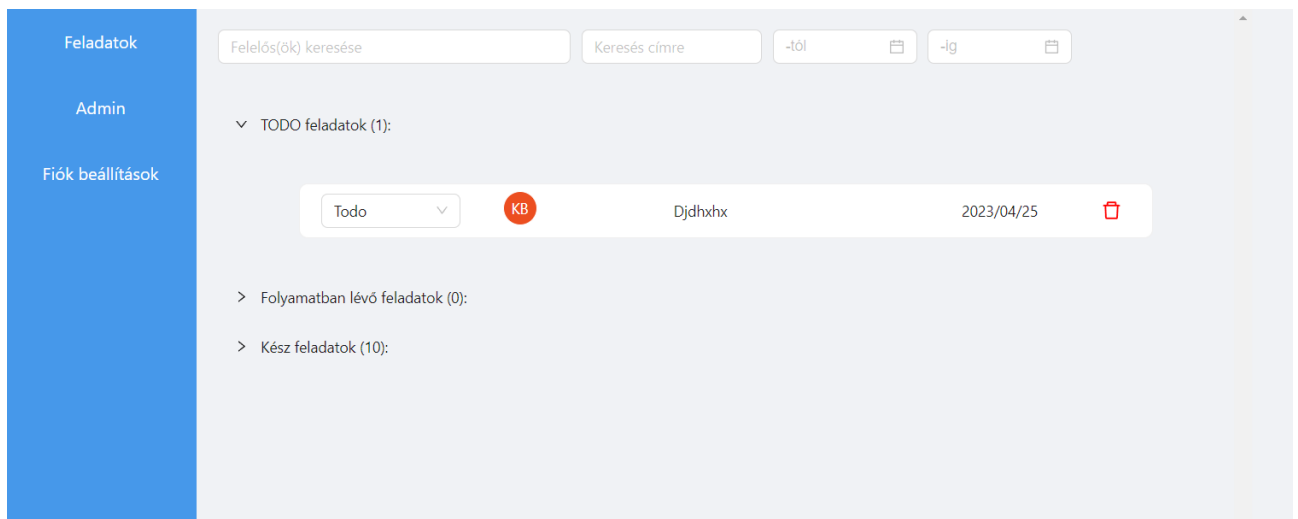 Feladatok
Admin
Fiók beállítások
Felelős(ök) keresése
Keresés címre
-tól
-ig
TODO feladatok (1):
Todo
KB
Djdhxhx
2023/04/25
Folyamatban lévő feladatok (0):
Kész feladatok (10):